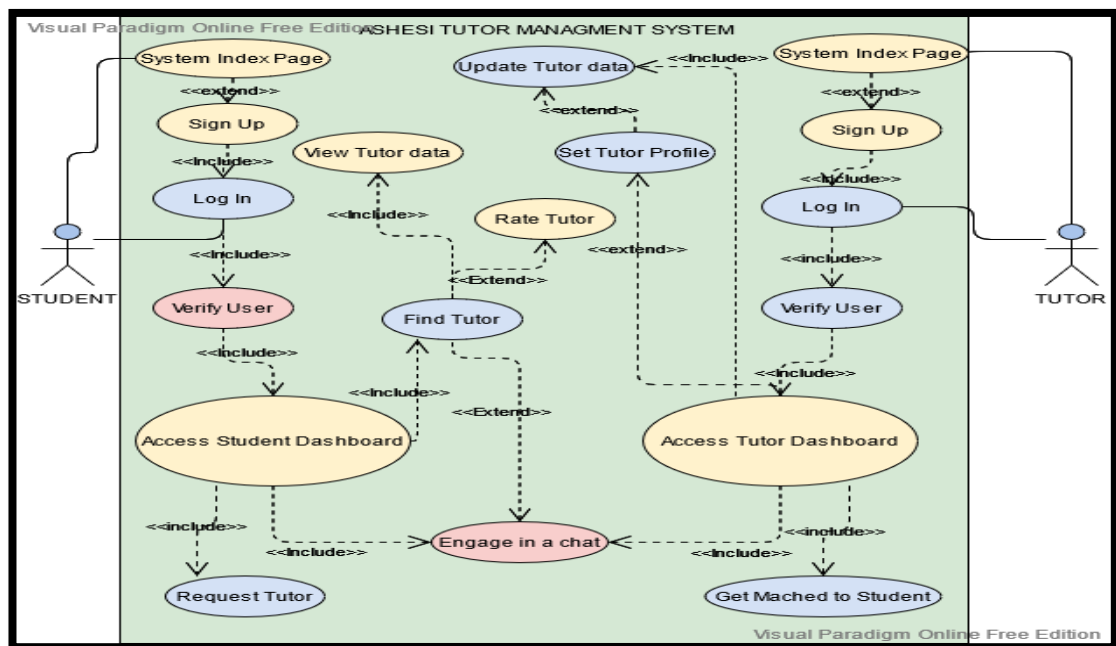 Visual Paradigm Online Free Edition
ASHESI TUTOR MANAGMENT SYSTEM
System Index Page
Update Tutor data
<<Include>>
System Index Page
<<extend>>
<<extend>>
<<extend>>
Sign Up
Sign Up
View Tutor data
Set Tutor Profile
<<Include>>
<<include>>
Log In
Log In
<<Include>>
Rate Tutor
<<extend>>
<<Include>>
<<include>>
<<Extend>>
STUDENT
TUTOR
Verify User
Find Tutor
Verify User
<<Include>>
<<Include>>
<<Include>>
<<Extend>>
Access Student Dashboard
Access Tutor Dashboard
<<include>>
<<include>>
<<Include>>
<<Include>>
Engage in a chat
Request Tutor
Get Mached to Student
Visual Paradigm Online Free Edition